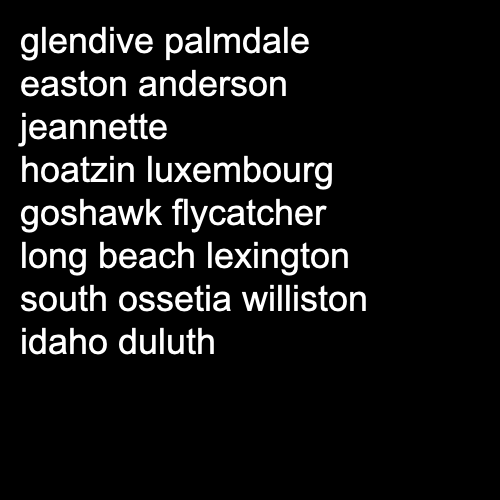 glendive palmdale
easton anderson
jeannette
hoatzin luxembourg
goshawk flycatcher
long beach lexington
south ossetia williston
idaho duluth